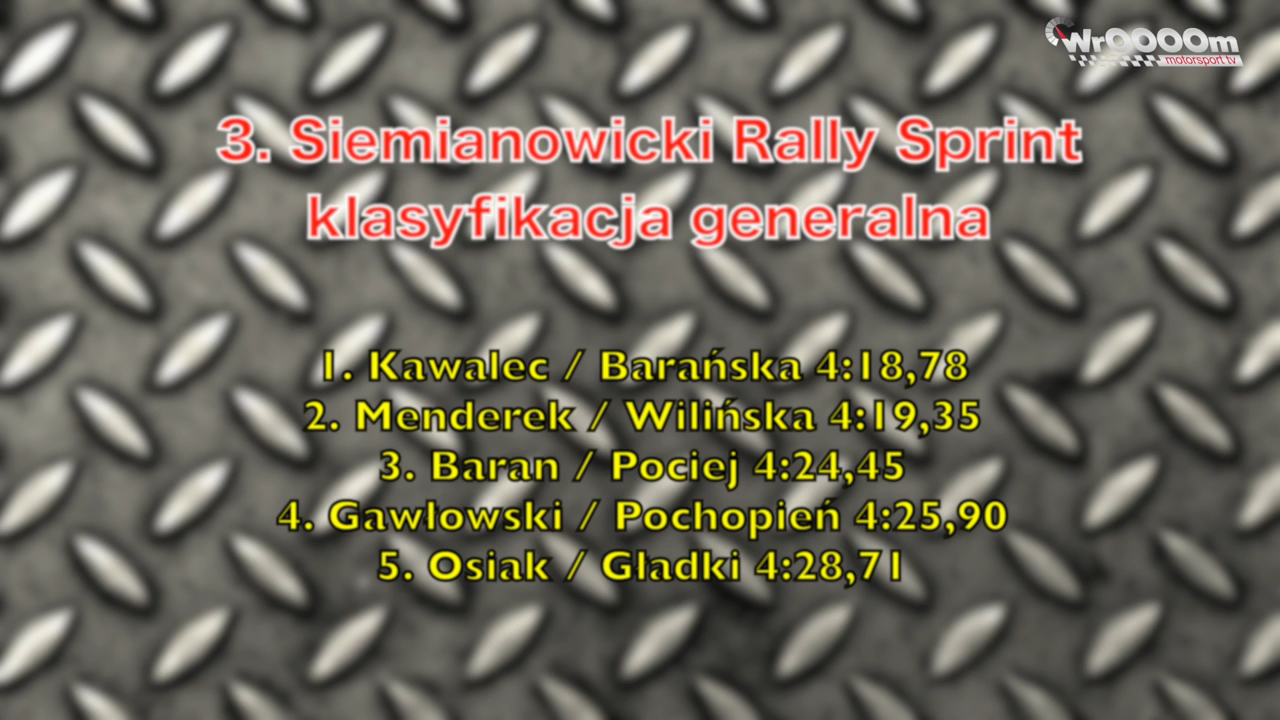 WrOOOOm
motorsport.tv
3. Siemianowicki Rally Sprint
klasyfikacja generalna
1. Kawalec / Barańska 4:18,78
2. Menderek / Wilińska 4:19,35
3. Baran / Pociej 4:24,45
4. Gawłowski / Pochopień 4:25,90
5. Osiak / Gładki 4:28,71